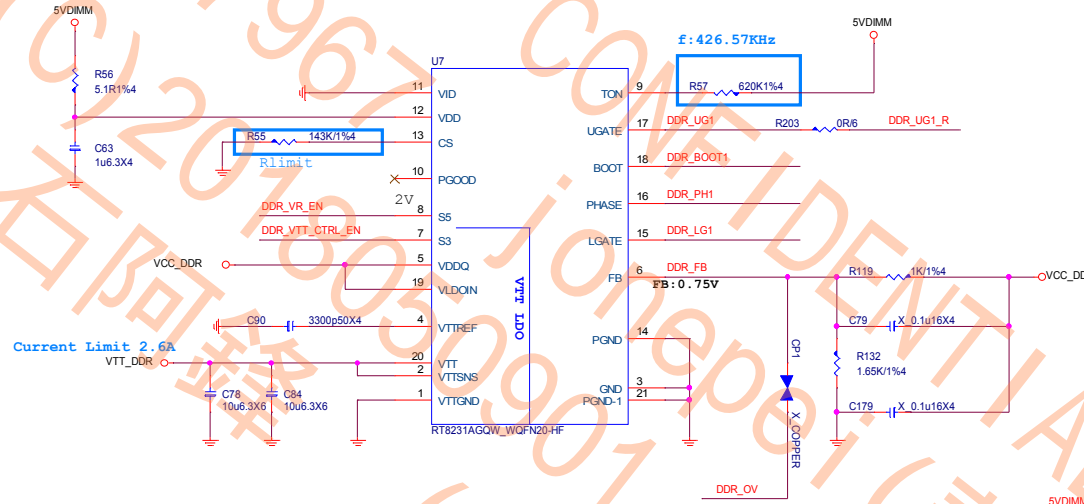 5VDIMM
R56
5.1R1%4
C63
1u6.3X4
R55
143K/1%4
Rlimit
2V
DDR_VR_EN
DDR_VTT_CTRL_EN
VCC_DDR
C90
3300p50X4
Current Limit 2.6A
VTT_DDR
C78
10u6.3X6
C84
10u6.3X6
U7
11
VID
12
VDD
13
CS
10
PGOOD
8
S5
7
S3
5
VDDQ
19
VLDOIN
4
VTTREF
20
VTT
2
VTTSNS
1
VTTGND
VTT LDO
TON
9
UGATE
17
BOOT
18
PHASE
16
LGATE
15
FB
6
PGND
14
GND
3
PGND-1
21
RT8231AGQW_WQFN20-HF
f:426.57KHz
R57
620K1%4
5VDIMM
DDR_UG1
R203
0R/6
DDR_UG1_R
DDR_BOOT1
DDR_PH1
DDR_LG1
DDR_FB
FB:0.75V
R119
1K/1%4
VCC_DD
C79
X_0.1u16X4
R132
1.65K/1%4
C179
X_0.1u16X4
CP1
X_COPPER
DDR_OV
5VDIMM
CONFIDENTIAL
jonepei(
石阿鋒